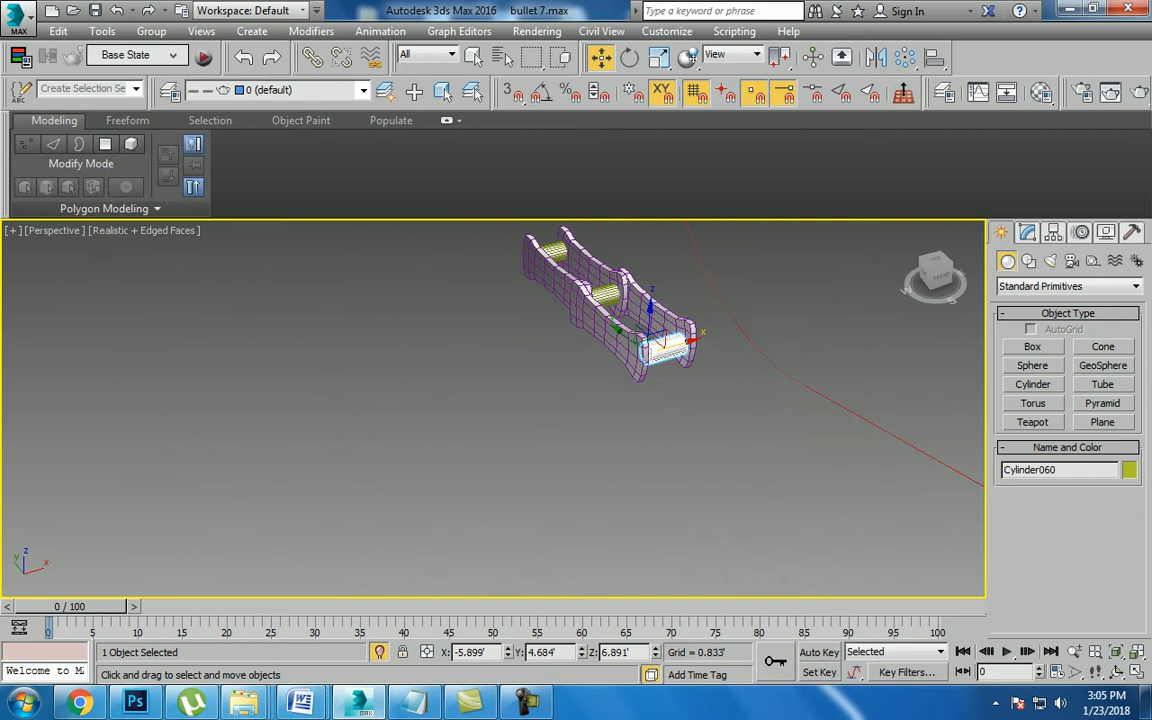 MAX
Workspace: Default
Autodesk 3ds Max 2016    bullet 7.max
Type a keyword or phrase
Sign In
Edit Tools Group Views Create Modifiers Animation Graph Editors Rendering Civil View Customize Scripting Help
Base State
All
View
Create Selection Se
0 (default)
3
XY
Modeling Freeform Selection Object Paint Populate
Modify Mode
Polygon Modeling
[+] [Perspective] [Realistic + Edged Faces]
z
x
z
y
x
Standard Primitives
- Object Type
AutoGrid
Box Cone
Sphere GeoSphere
Cylinder Tube
Torus Pyramid
Teapot Plane
- Name and Color
Cylinder060
< 0 / 100 >
0 5 10 15 20 25 30 35 40 45 50 55 60 65 70 75 80 85 90 95 100
1 Object Selected
X: -5.899' Y: 4.684' Z: 6.891' Grid = 0.833'
Auto Key Selected
Welcome to M
Click and drag to select and move objects
Add Time Tag
Set Key Key Filters... 0
Ps
µ
W
MAX
3:05 PM
1/23/2018